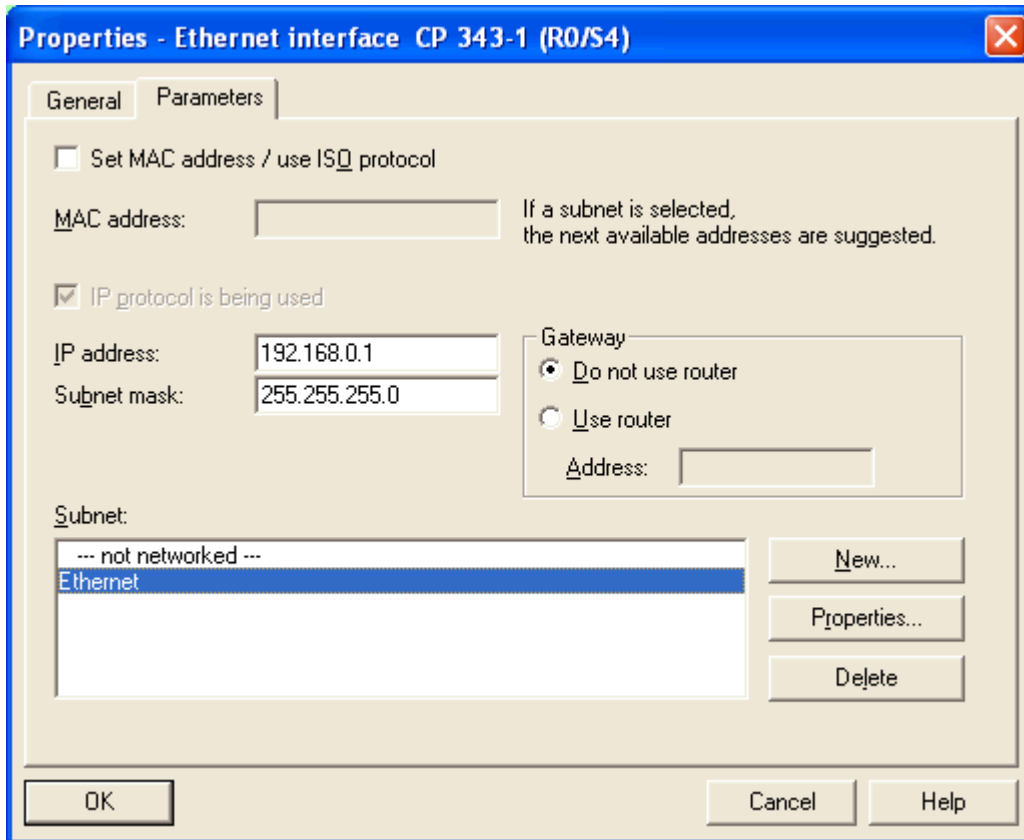 Properties - Ethernet interface  CP 343-1 (R0/S4)
General
Parameters
Set MAC address / use ISO protocol
MAC address:
If a subnet is selected,
the next available addresses are suggested.
IP protocol is being used
IP address:
192.168.0.1
Subnet mask:
255.255.255.0
Gateway
Do not use router
Use router
Address:
Subnet:
--- not networked ---
Ethernet
New...
Properties...
Delete
OK
Cancel
Help